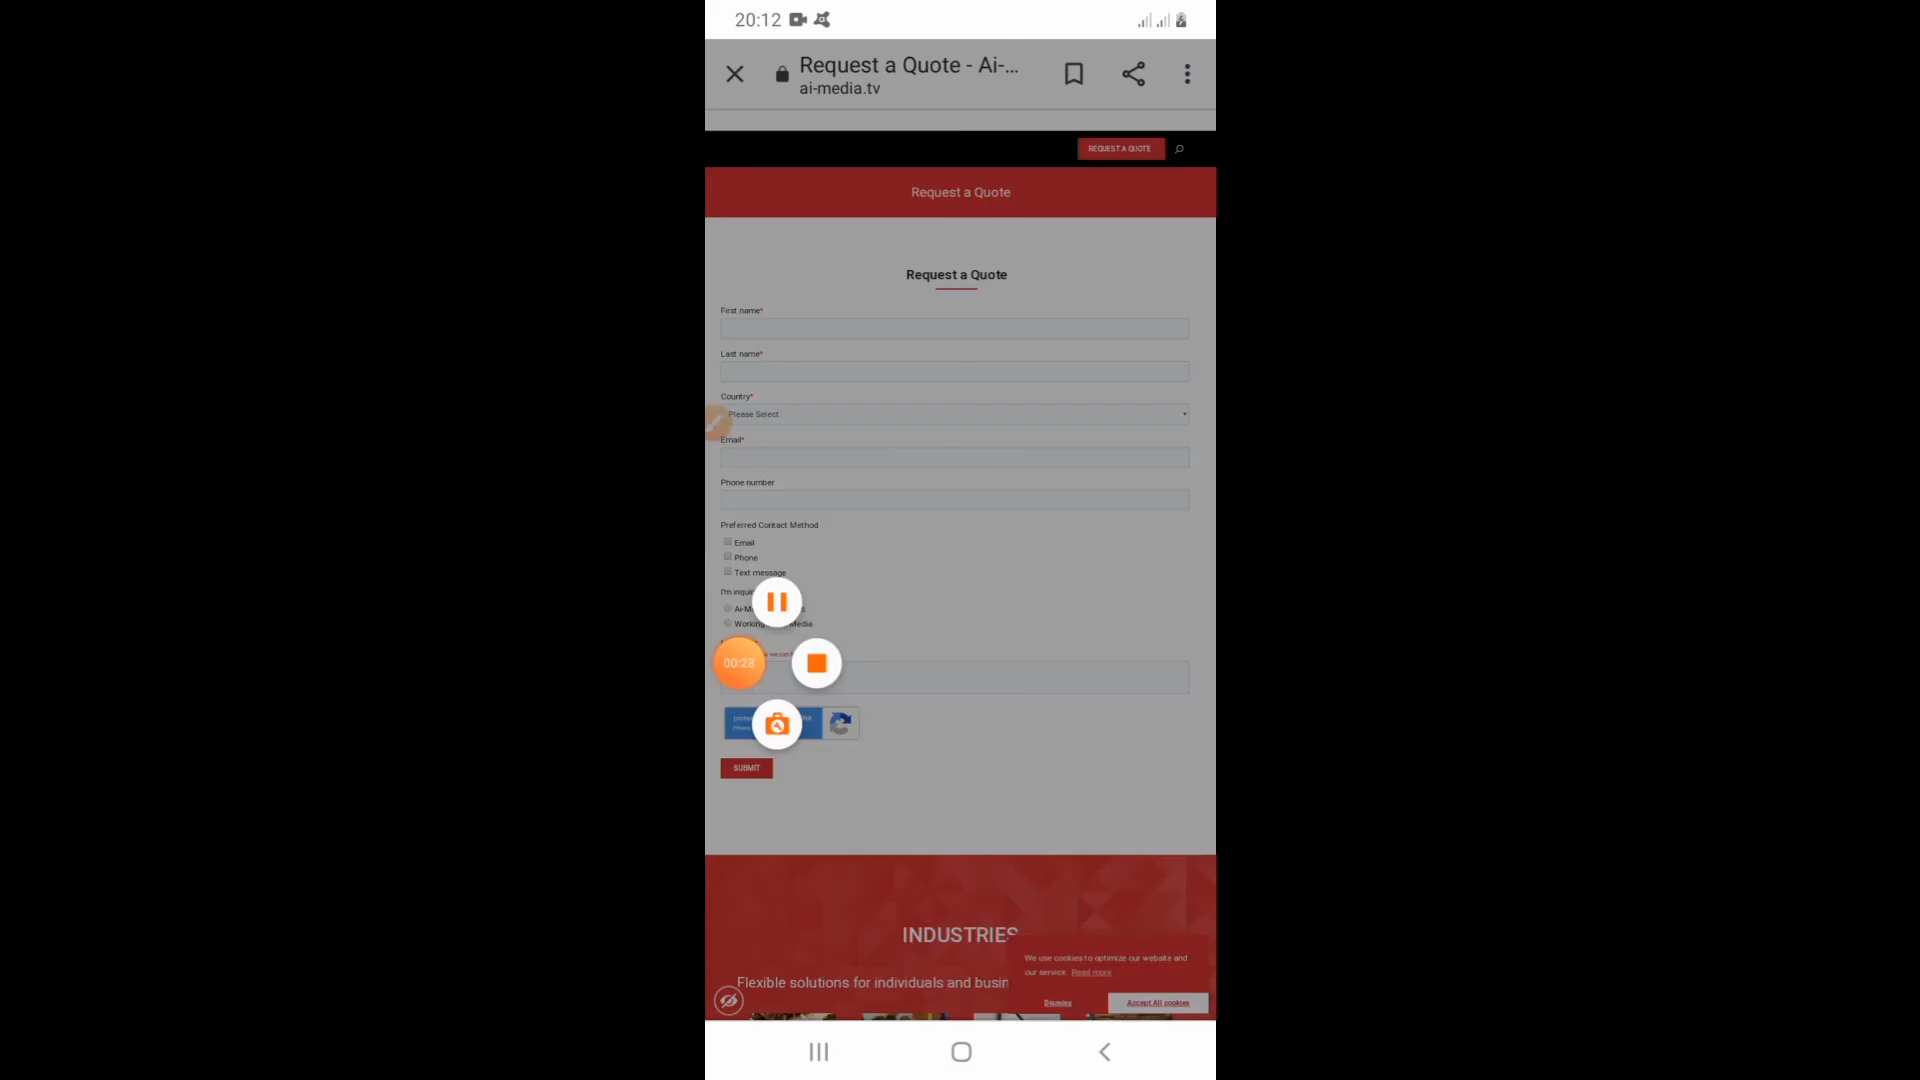 20:12
Request a Quote - Ai-...
ai-media.tv
REQUEST A QUOTE
Request a Quote
Request a Quote
First name*
Last name*
Country*
Please Select
Email*
Phone number
Preferred Contact Method
Email
Phone
Text message
I'm inquir
Ai-M
Working Media
00:28
SUBMIT
INDUSTRIES
We use cookies to optimize our website and
our service. Read more
Flexible solutions for individuals and busin
Dismiss
Accept All cookies